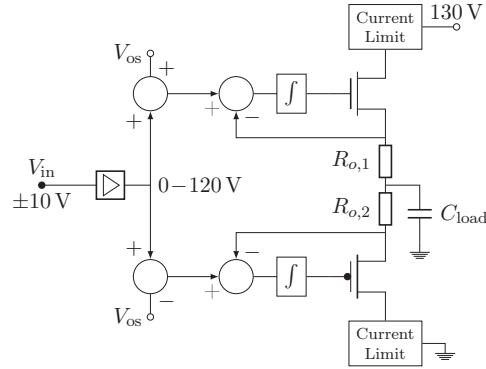 Current
Limit
130 V
V_os
+
+
+
−
∫
V_in
±10 V
0−120 V
R_o,1
R_o,2
C_load
+
−
−
+
∫
V_os
Current
Limit